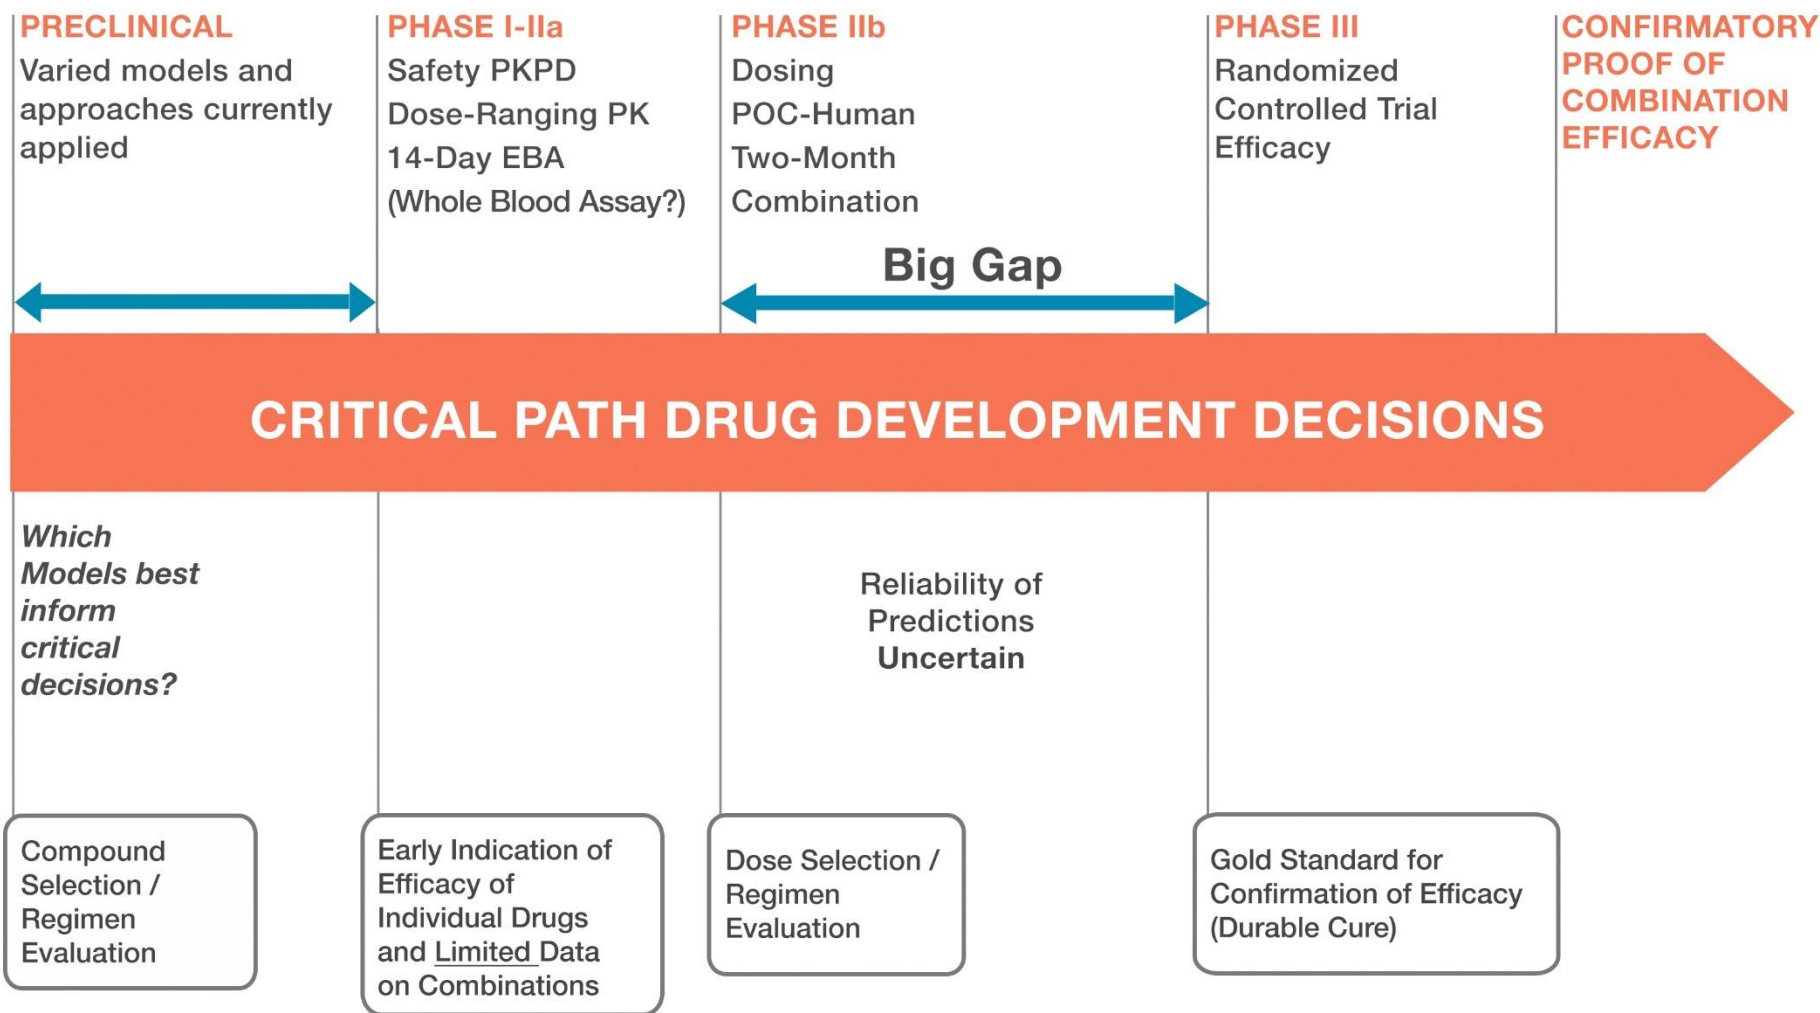 PRECLINICAL
Varied models and
approaches currently
applied
PHASE I-IIa
Safety PKPD
Dose-Ranging PK
14-Day EBA
(Whole Blood Assay?)
PHASE IIb
Dosing
POC-Human
Two-Month
Combination
Big Gap
PHASE III
Randomized
Controlled Trial
Efficacy
CONFIRMATORY
PROOF OF
COMBINATION
EFFICACY
CRITICAL PATH DRUG DEVELOPMENT DECISIONS
Which
Models best
inform
critical
decisions?
Reliability of
Predictions
Uncertain
Compound
Selection /
Regimen
Evaluation
Early Indication of
Efficacy of
Individual Drugs
and Limited Data
on Combinations
Dose Selection /
Regimen
Evaluation
Gold Standard for
Confirmation of Efficacy
(Durable Cure)